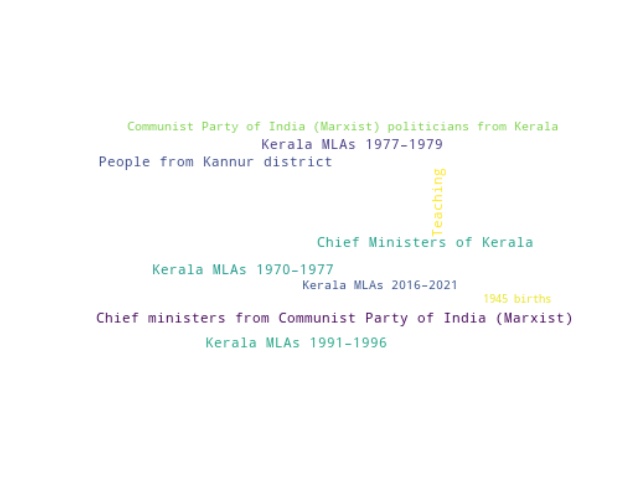 Communist Party of India (Marxist) politicians from Kerala
Kerala MLAs 1977–1979
People from Kannur district
Teaching
Chief Ministers of Kerala
Kerala MLAs 1970–1977
Kerala MLAs 2016–2021
1945 births
Chief ministers from Communist Party of India (Marxist)
Kerala MLAs 1991–1996